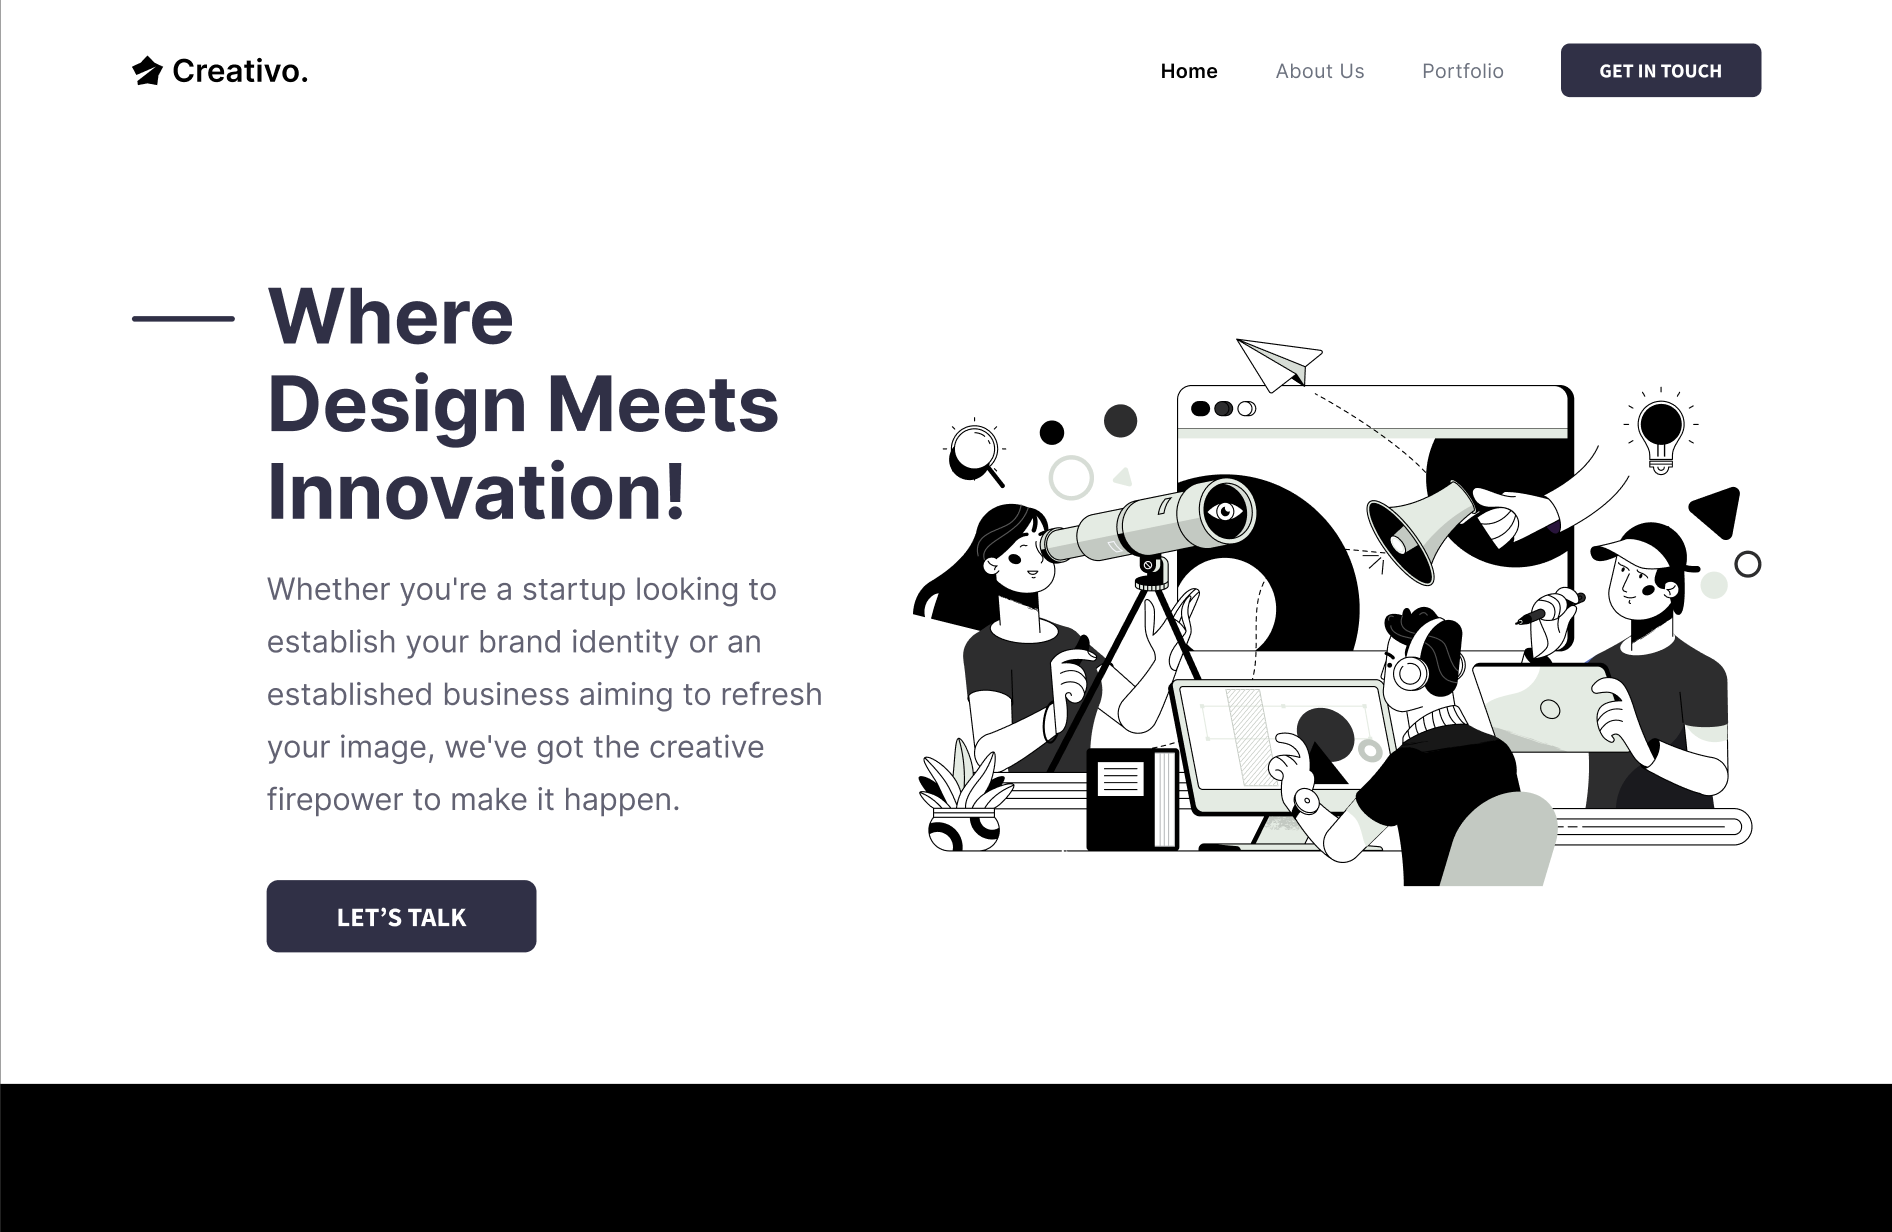 Creativo.
Home
About Us
Portfolio
GET IN TOUCH
Where
Design Meets
Innovation!
Whether you're a startup looking to
establish your brand identity or an
established business aiming to refresh
your image, we've got the creative
firepower to make it happen.
LET’S TALK